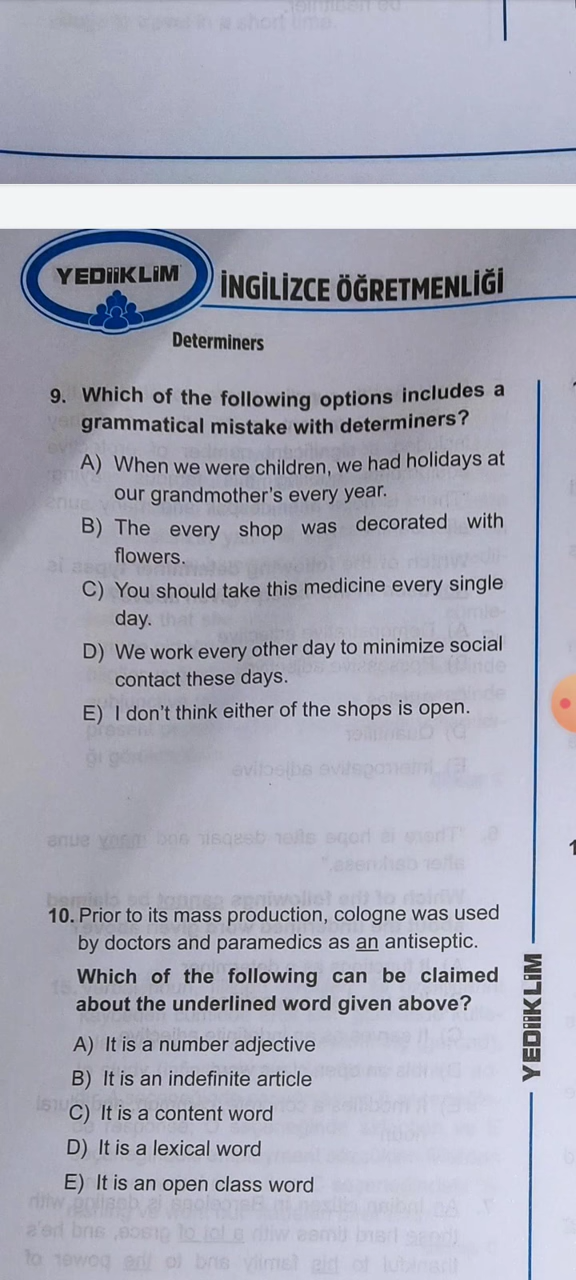 YEDİİKLİM
İNGİLİZCE ÖĞRETMENLİĞİ
Determiners
9. Which of the following options includes a
grammatical mistake with determiners?
A) When we were children, we had holidays at
our grandmother's every year.
B) The every shop was decorated with
flowers.
C) You should take this medicine every single
day.
D) We work every other day to minimize social
contact these days.
E) I don't think either of the shops is open.
10. Prior to its mass production, cologne was used
by doctors and paramedics as an antiseptic.
Which of the following can be claimed
about the underlined word given above?
A) It is a number adjective
B) It is an indefinite article
C) It is a content word
D) It is a lexical word
E) It is an open class word
YEDİİKLİM